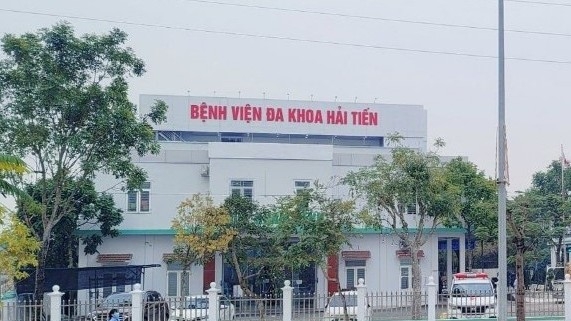 BỆNH VIỆN ĐA KHOA HẢI TIẾN